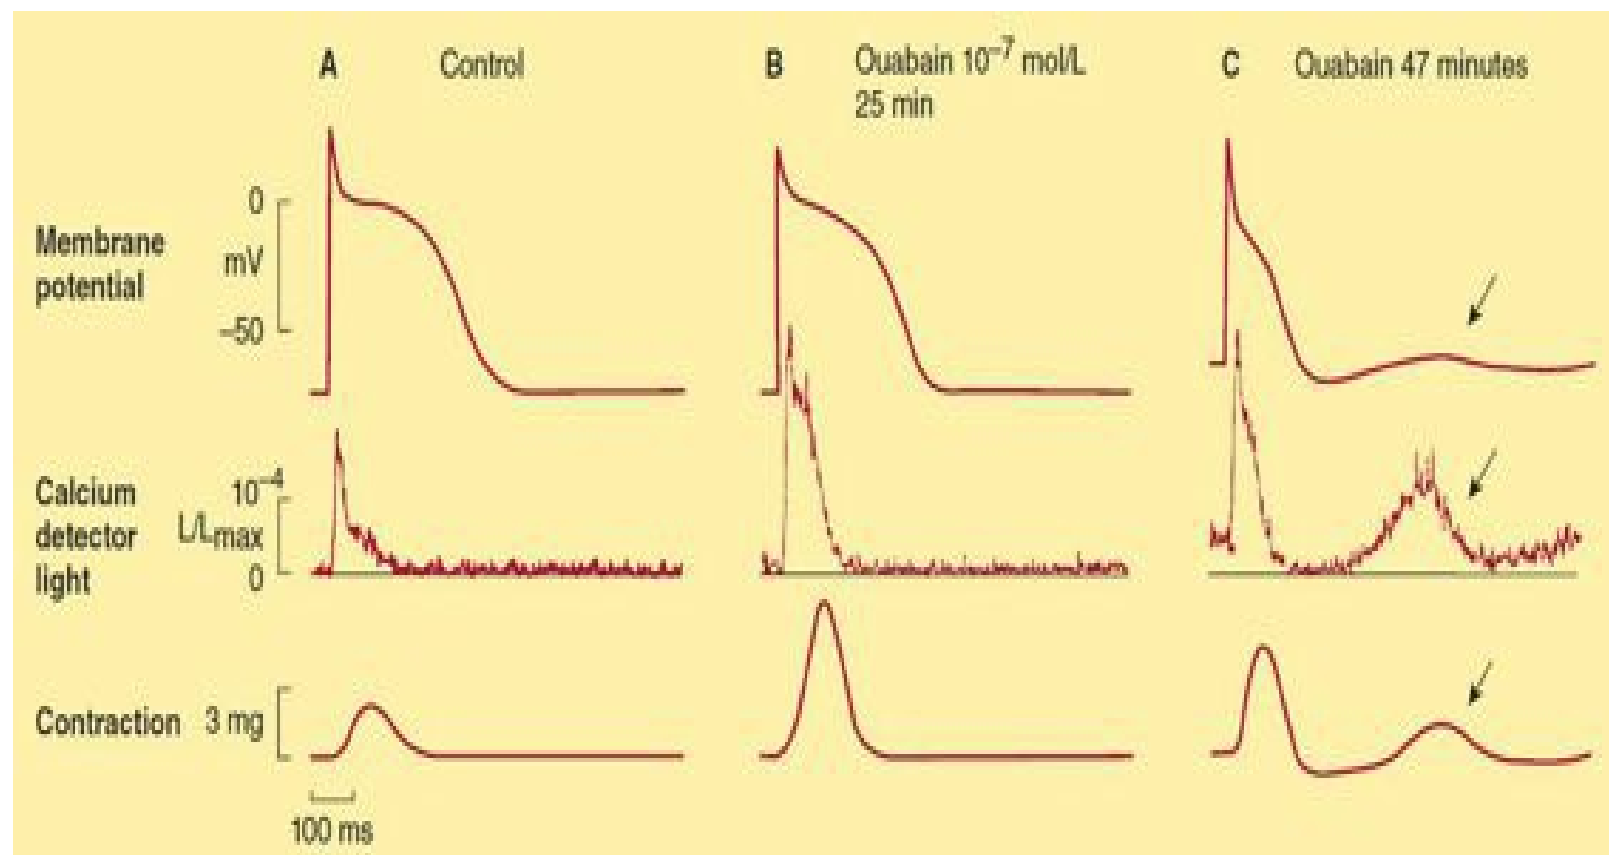 A Control
B Ouabain 10⁻⁷ mol/L
25 min
C Ouabain 47 minutes
Membrane
potential
0
mV
–50
Calcium
detector
light
10⁻⁴
L/Lmax
0
Contraction 3 mg
100 ms